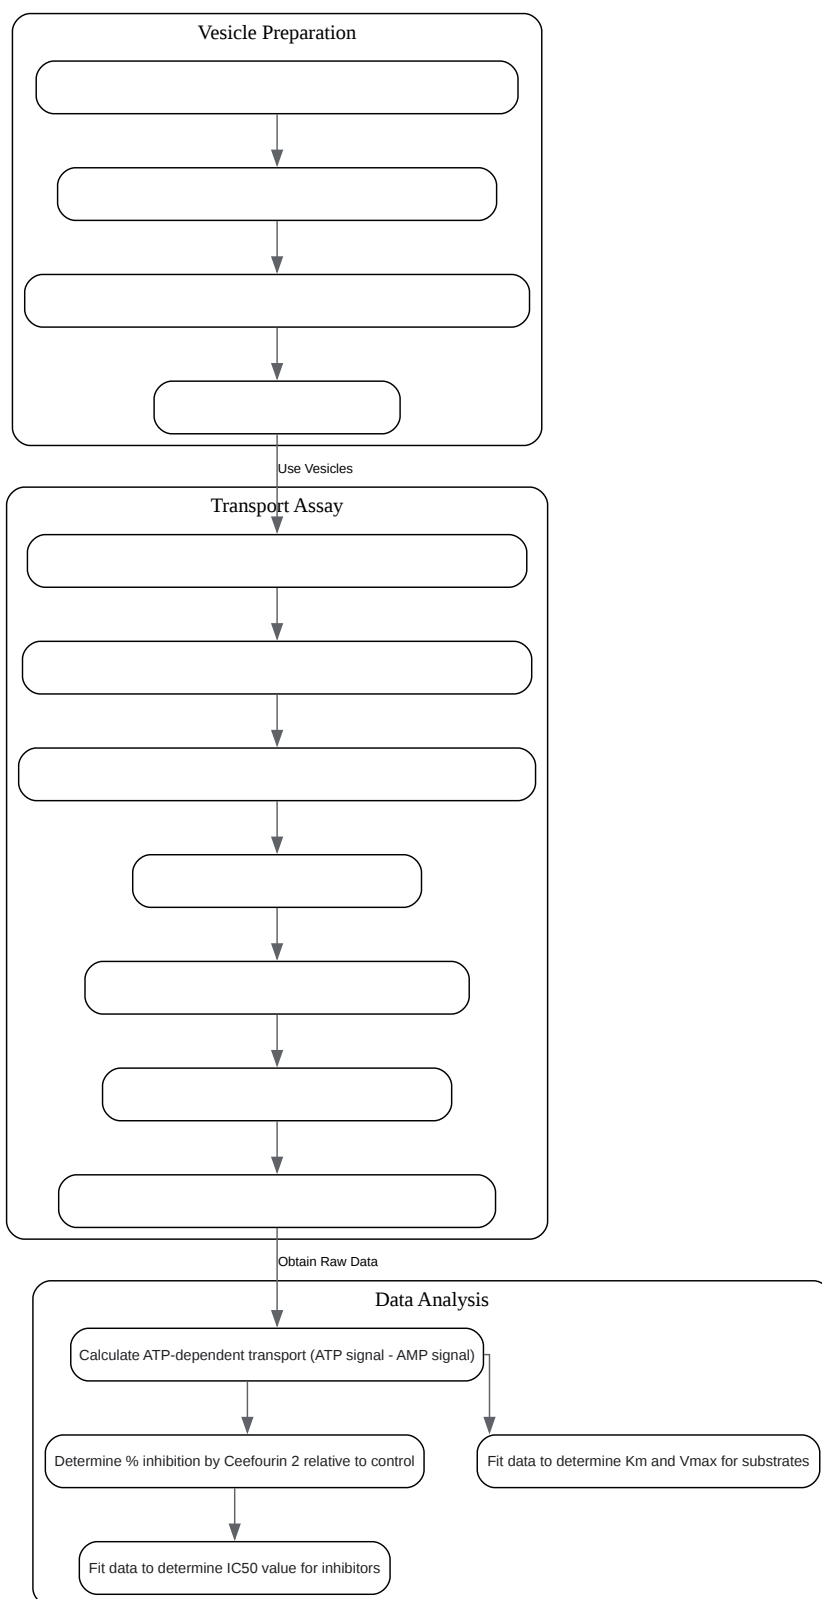 Vesicle Preparation
Use Vesicles
Transport Assay
Obtain Raw Data
Data Analysis
Calculate ATP-dependent transport (ATP signal - AMP signal)
Determine % inhibition by Ceefourin 2 relative to control
Fit data to determine Km and Vmax for substrates
Fit data to determine IC50 value for inhibitors